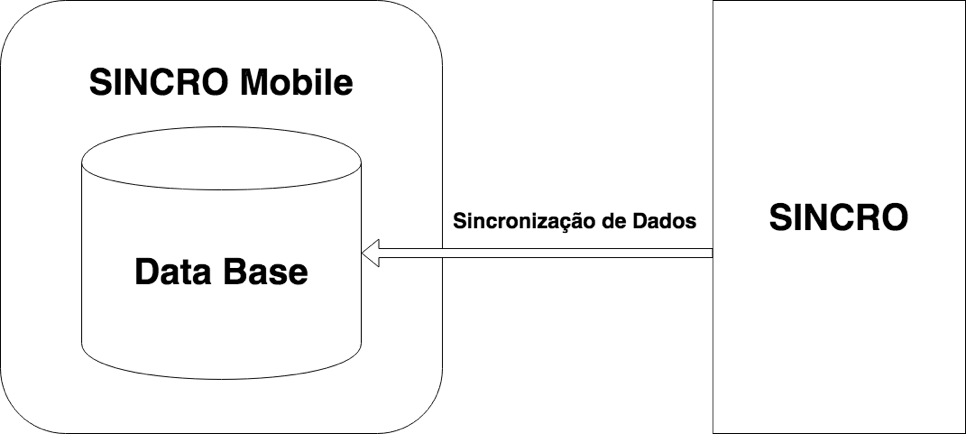 SINCRO Mobile
Data Base
Sincronização de Dados
SINCRO